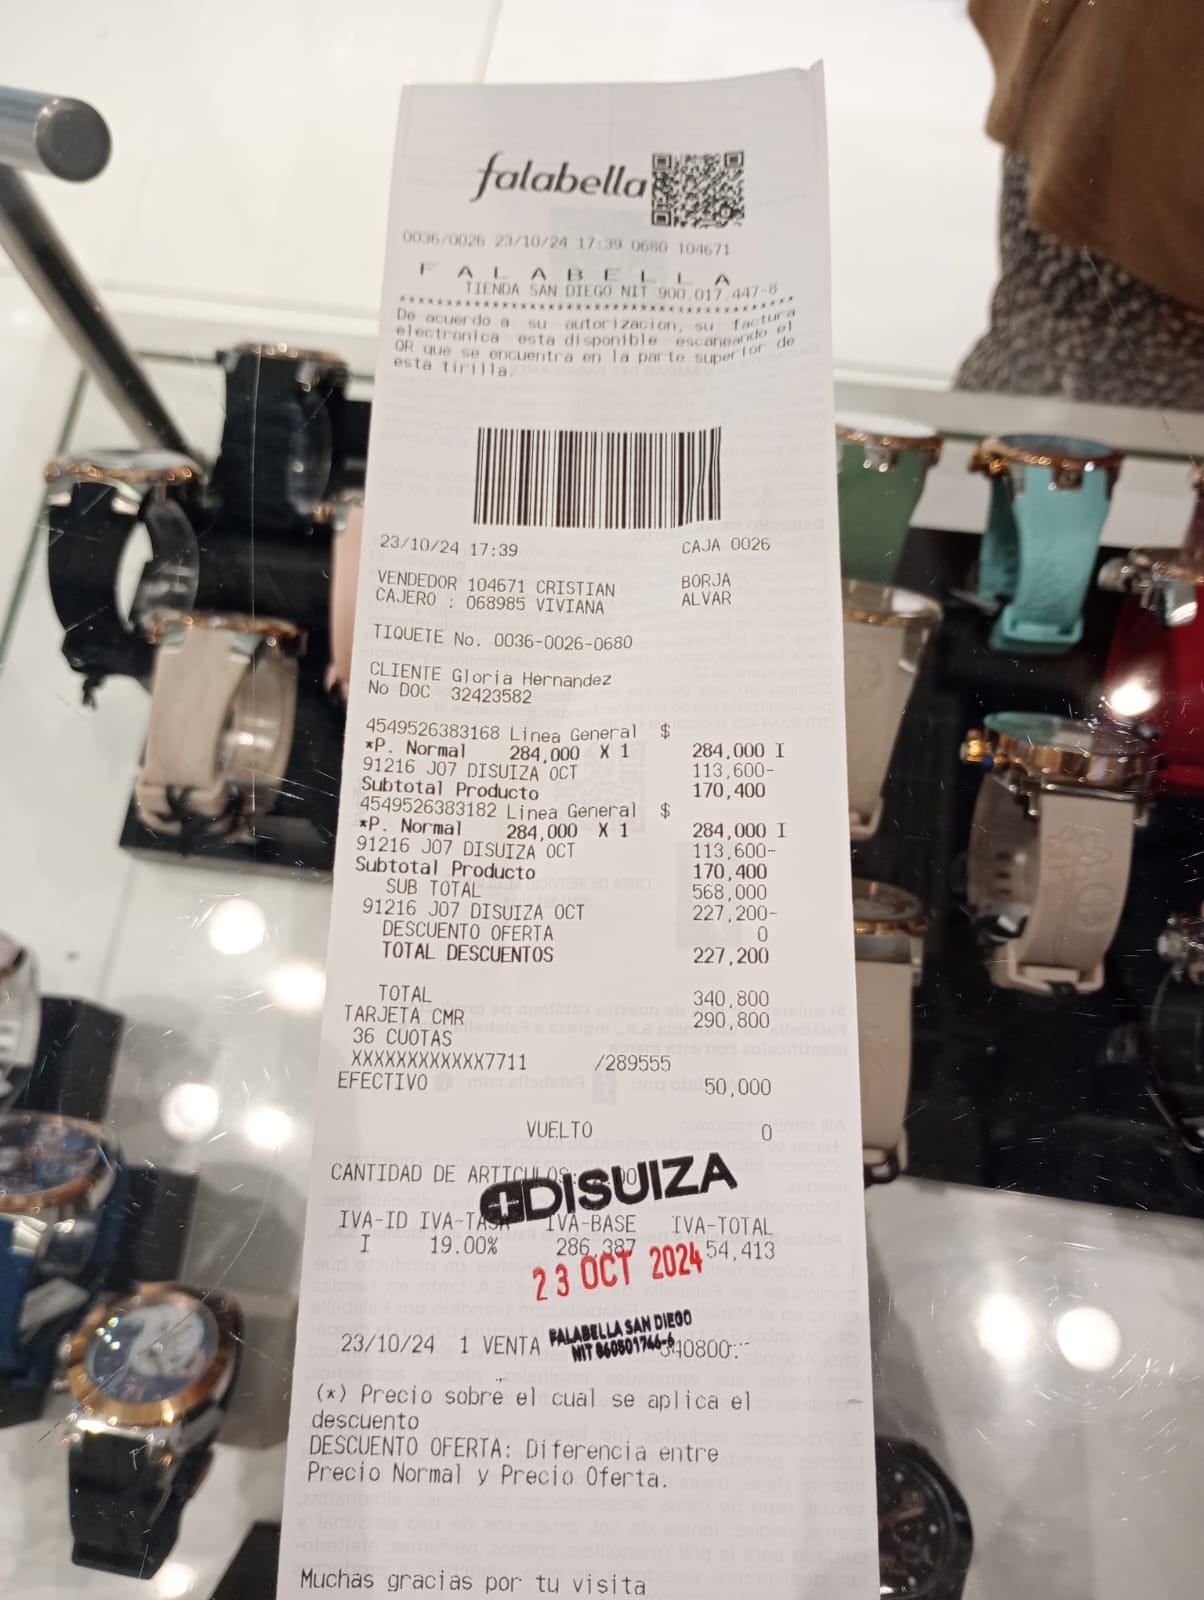 falabella
0036/0026 23/10/24 17:39 0680 104671
F A L A B E L L A
TIENDA SAN DIEGO NIT 900.017.447-8
****************************************
De acuerdo a su autorizacion, su factura
electronica esta disponible escaneando el
QR que se encuentra en la parte superior de
esta tirilla.
23/10/24 17:39 CAJA 0026
VENDEDOR 104671 CRISTIAN BORJA
CAJERO : 068985 VIVIANA ALVAR
TIQUETE No. 0036-0026-0680
CLIENTE Gloria Hernandez
No DOC 32423582
4549526383168 Linea General $
*P. Normal 284,000 X 1 284,000 I
91216 J07 DISUIZA OCT 113,600-
Subtotal Producto 170,400
4549526383182 Linea General $
*P. Normal 284,000 X 1 284,000 I
91216 J07 DISUIZA OCT 113,600-
Subtotal Producto 170,400
SUB TOTAL 568,000
91216 J07 DISUIZA OCT 227,200-
DESCUENTO OFERTA 0
TOTAL DESCUENTOS 227,200
TOTAL 340,800
TARJETA CMR 290,800
36 CUOTAS
XXXXXXXXXXXX7711 /289555
EFECTIVO 50,000
VUELTO 0
CANTIDAD DE ARTICULOS:
DISUIZA
IVA-ID IVA-TASA IVA-BASE IVA-TOTAL
I 19.00% 286,387 54,413
23 OCT 2024
FALABELLA SAN DIEGO
NIT 860501766-6
23/10/24 1 VENTA 340800.-
(*) Precio sobre el cual se aplica el
descuento
DESCUENTO OFERTA: Diferencia entre
Precio Normal y Precio Oferta.
Muchas gracias por tu visita